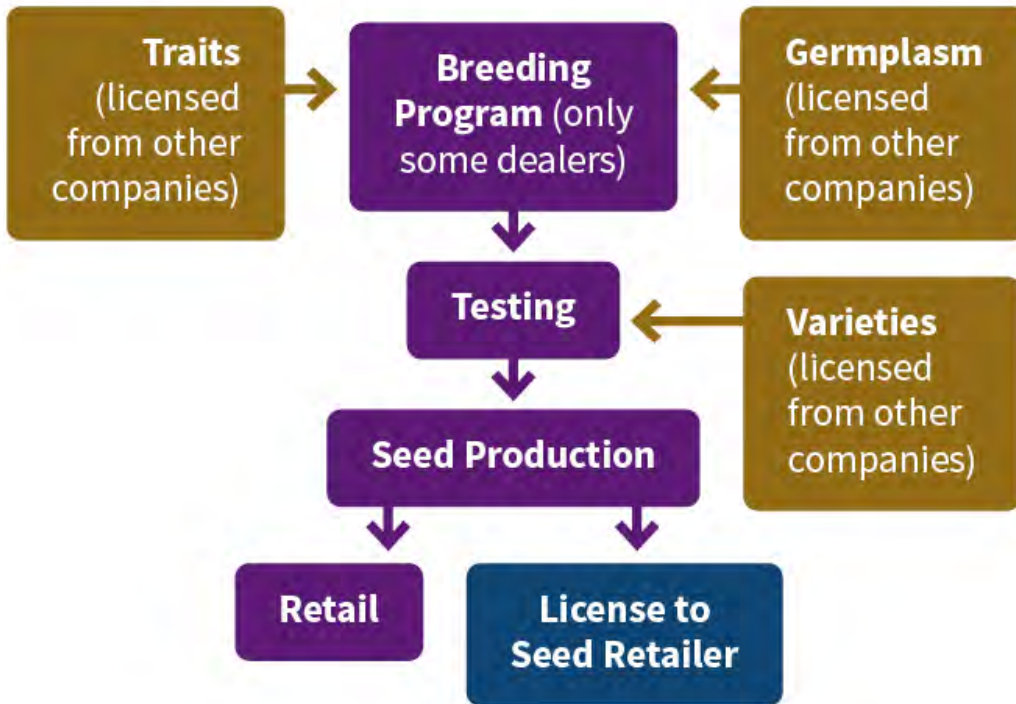 Traits
(licensed
from other
companies)
Breeding
Program (only
some dealers)
Germplasm
(licensed
from other
companies)
Testing
Varieties
(licensed
from other
companies)
Seed Production
Retail
License to
Seed Retailer